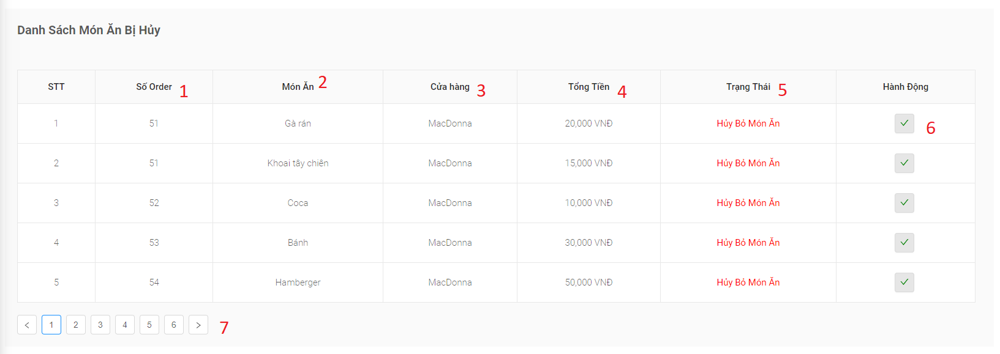 Danh Sách Món Ăn Bị Hủy
STT Số Order 1 Món Ăn 2 Cửa hàng 3 Tổng Tiền 4 Trạng Thái 5 Hành Động
1 51 Gà rán MacDonna 20,000 VNĐ Hủy Bỏ Món Ăn 6
2 51 Khoai tây chiên MacDonna 15,000 VNĐ Hủy Bỏ Món Ăn
3 52 Coca MacDonna 10,000 VNĐ Hủy Bỏ Món Ăn
4 53 Bánh MacDonna 30,000 VNĐ Hủy Bỏ Món Ăn
5 54 Hamberger MacDonna 50,000 VNĐ Hủy Bỏ Món Ăn
< 1 2 3 4 5 6 > 7